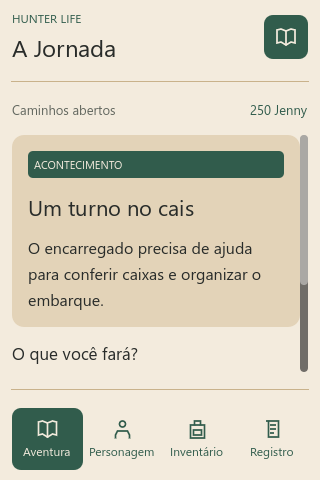 HUNTER LIFE
A Jornada
Caminhos abertos
250 Jenny
ACONTECIMENTO
Um turno no cais
O encarregado precisa de ajuda
para conferir caixas e organizar o
embarque.
O que você fará?
Aventura
Personagem
Inventário
Registro